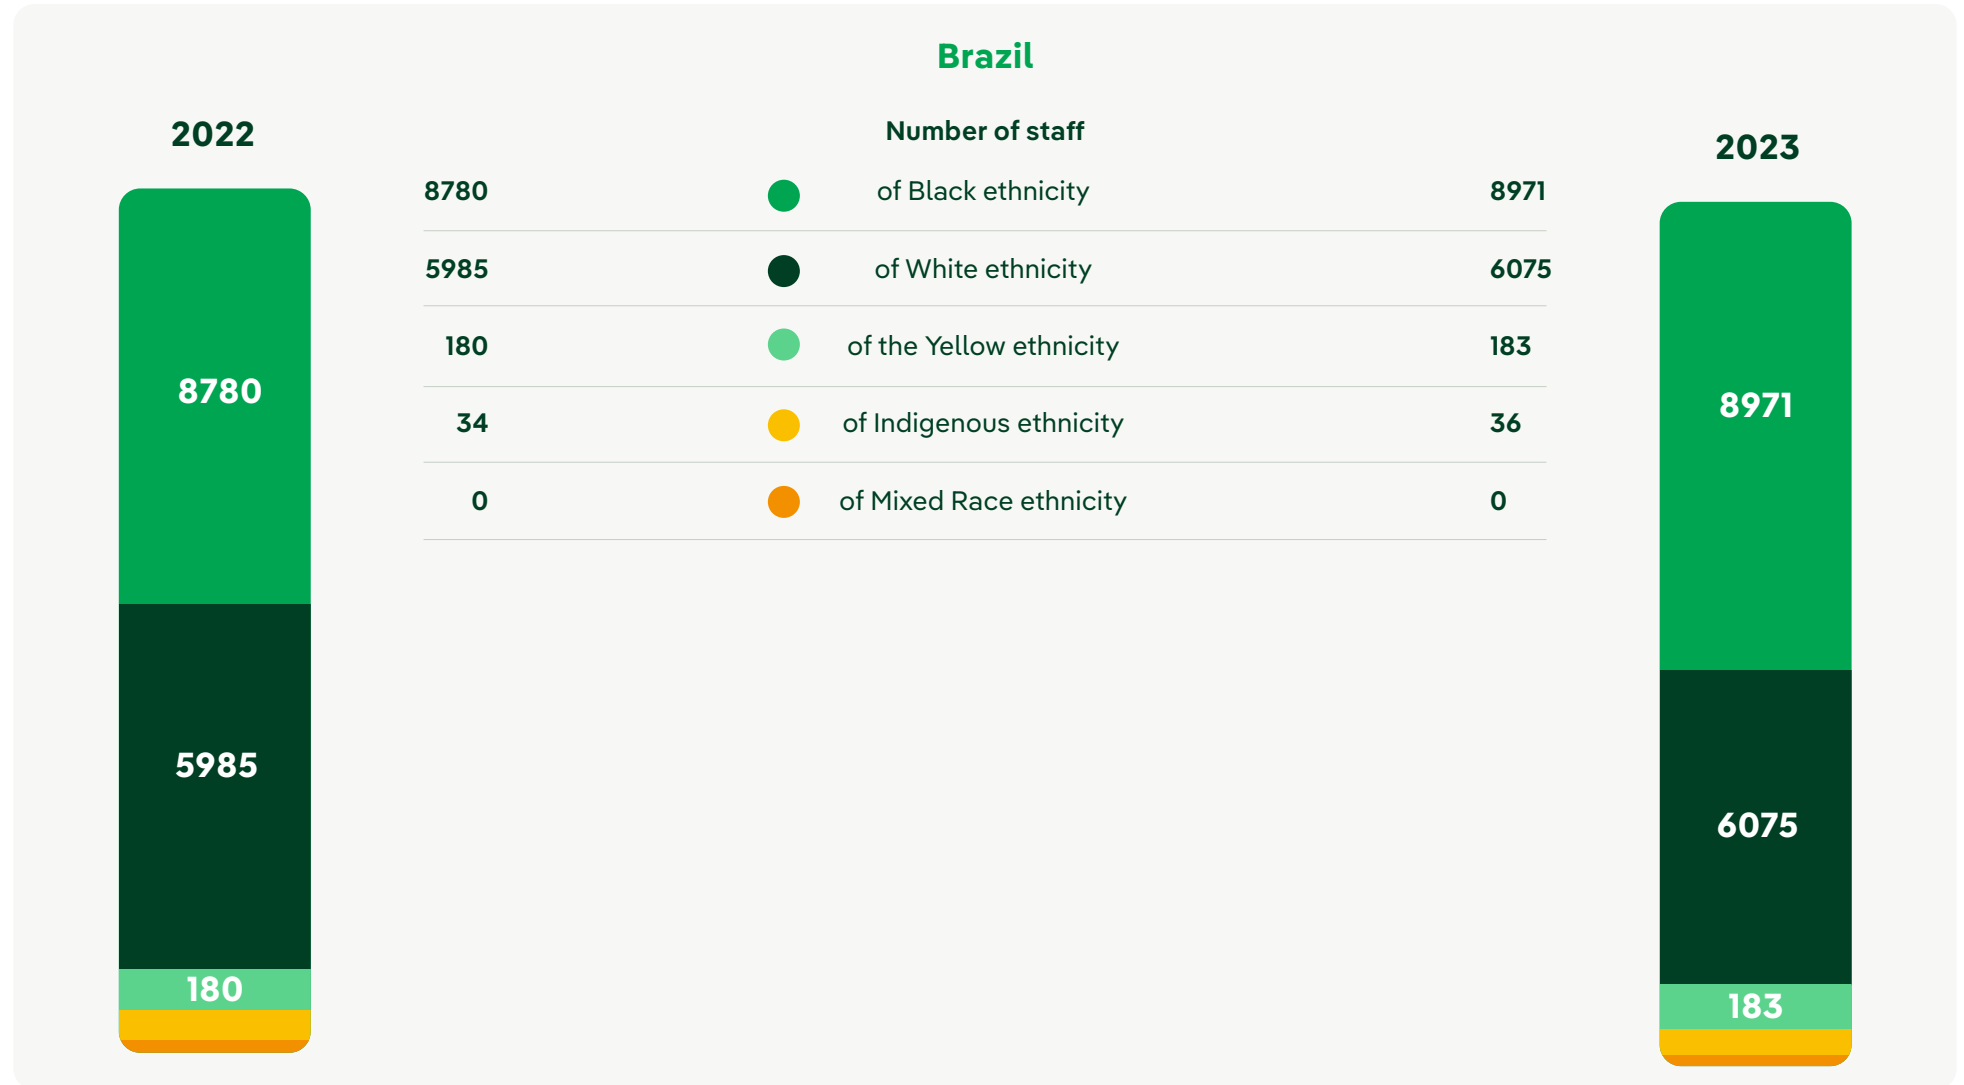 Brazil
2022
Number of staff
2023
8780 of Black ethnicity 8971
5985 of White ethnicity 6075
180 of the Yellow ethnicity 183
34 of Indigenous ethnicity 36
0 of Mixed Race ethnicity 0
8780
5985
180
8971
6075
183